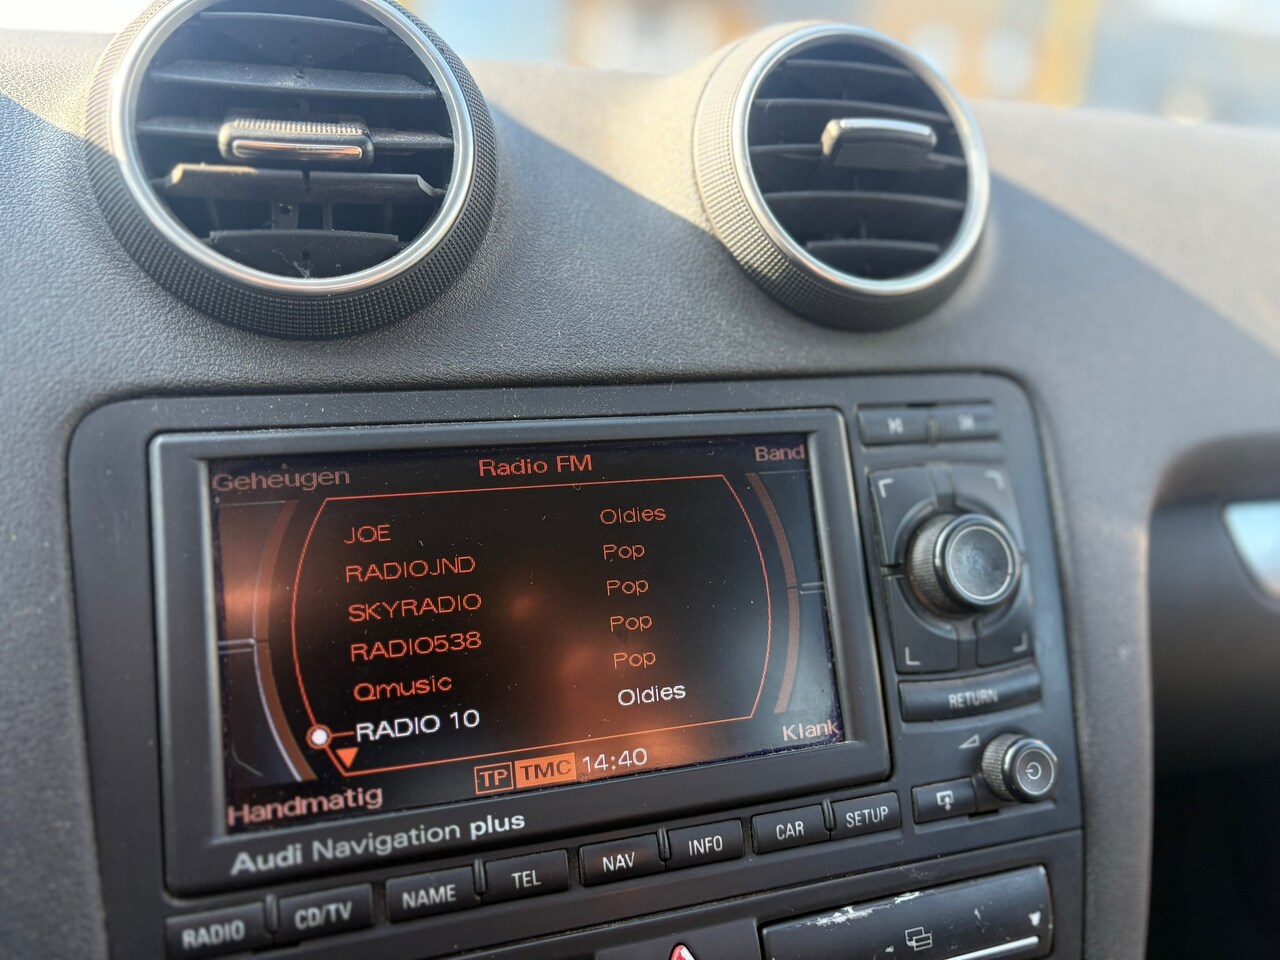 Geheugen Radio FM Band
JOE Oldies
RADIOJND Pop
SKYRADIO Pop
RADIO538 Pop
Qmusic Pop
RADIO 10 Oldies
Klank
TP TMC 14:40
Handmatig
Audi Navigation plus
RETURN
RADIO CD/TV NAME TEL NAV INFO CAR SETUP